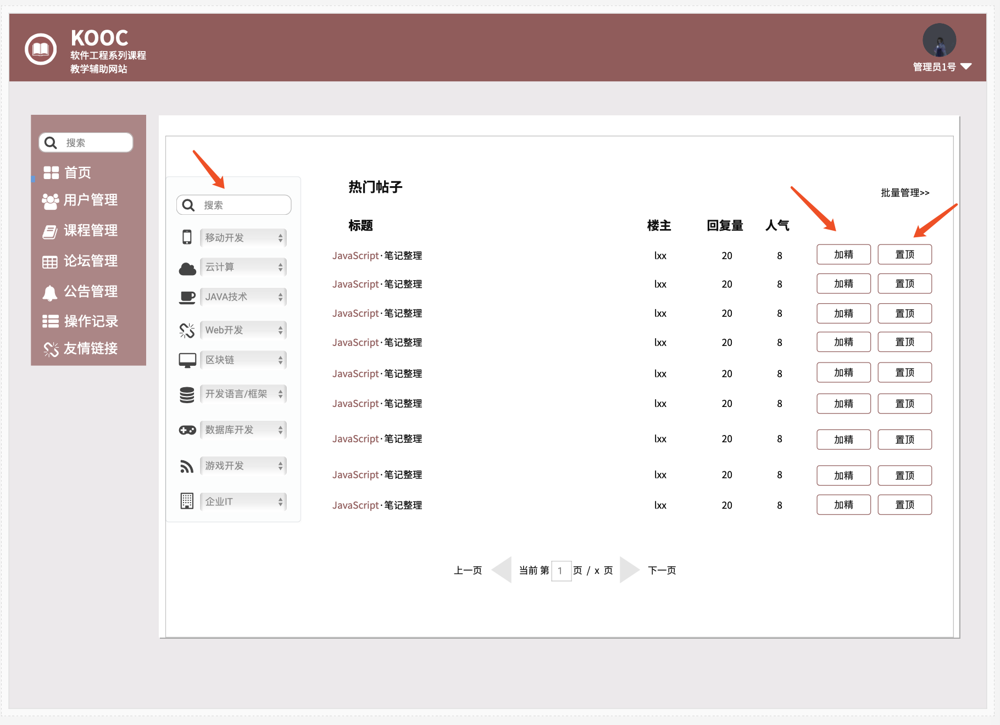 KOOC
软件工程系列课程
教学辅助网站
管理员1号
搜索
首页
用户管理
课程管理
论坛管理
公告管理
操作记录
友情链接
搜索
移动开发
云计算
JAVA技术
Web开发
区块链
开发语言/框架
数据库开发
游戏开发
企业IT
热门帖子
批量管理>>
标题 楼主 回复量 人气
JavaScript·笔记整理 lxx 20 8 加精 置顶
JavaScript·笔记整理 lxx 20 8 加精 置顶
JavaScript·笔记整理 lxx 20 8 加精 置顶
JavaScript·笔记整理 lxx 20 8 加精 置顶
JavaScript·笔记整理 lxx 20 8 加精 置顶
JavaScript·笔记整理 lxx 20 8 加精 置顶
JavaScript·笔记整理 lxx 20 8 加精 置顶
JavaScript·笔记整理 lxx 20 8 加精 置顶
JavaScript·笔记整理 lxx 20 8 加精 置顶
上一页 当前 第 1 页 / x 页 下一页